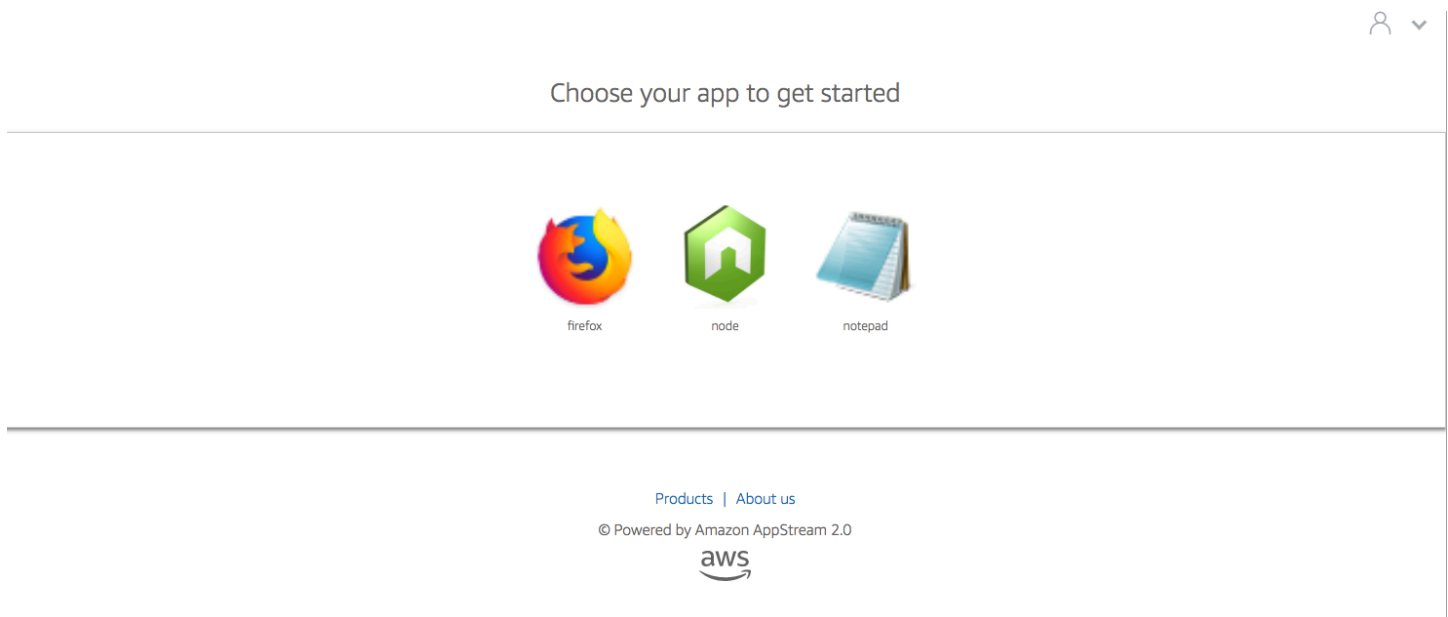 Choose your app to get started
firefox
node
notepad
Products | About us
© Powered by Amazon AppStream 2.0
aws